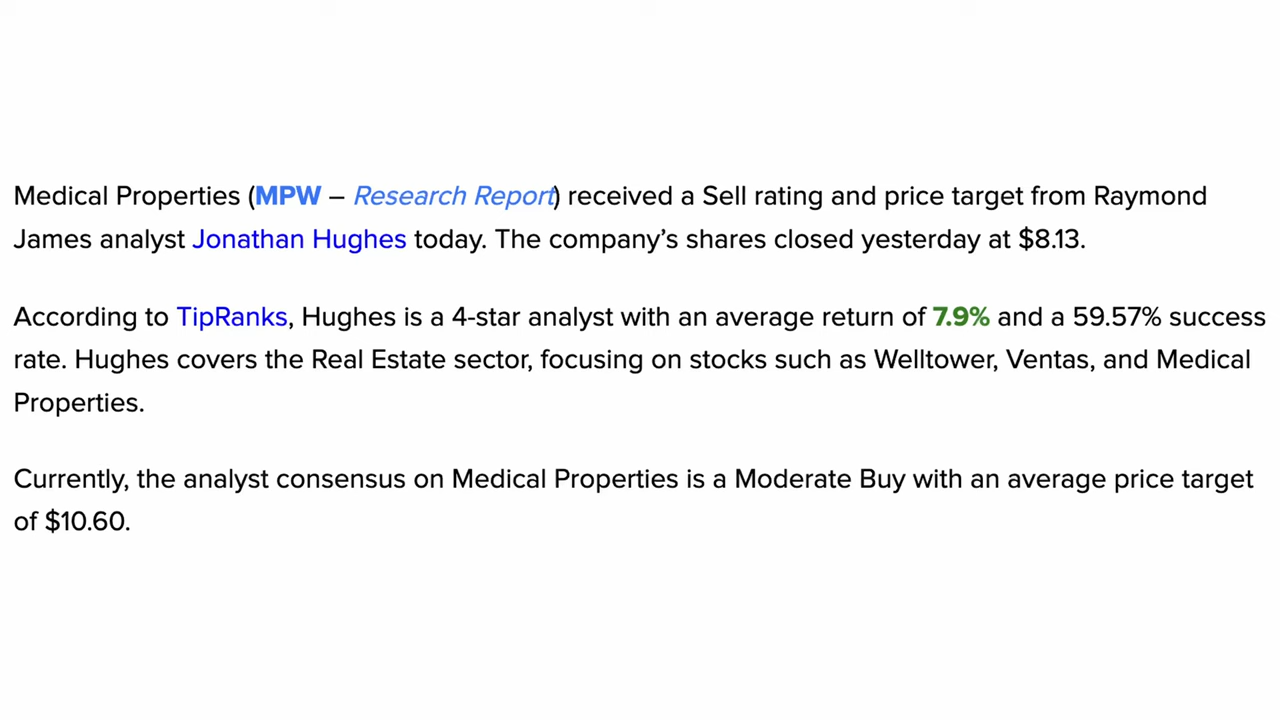 Medical Properties (MPW – Research Report) received a Sell rating and price target from Raymond
James analyst Jonathan Hughes today. The company’s shares closed yesterday at $8.13.
According to TipRanks, Hughes is a 4-star analyst with an average return of 7.9% and a 59.57% success
rate. Hughes covers the Real Estate sector, focusing on stocks such as Welltower, Ventas, and Medical
Properties.
Currently, the analyst consensus on Medical Properties is a Moderate Buy with an average price target
of $10.60.